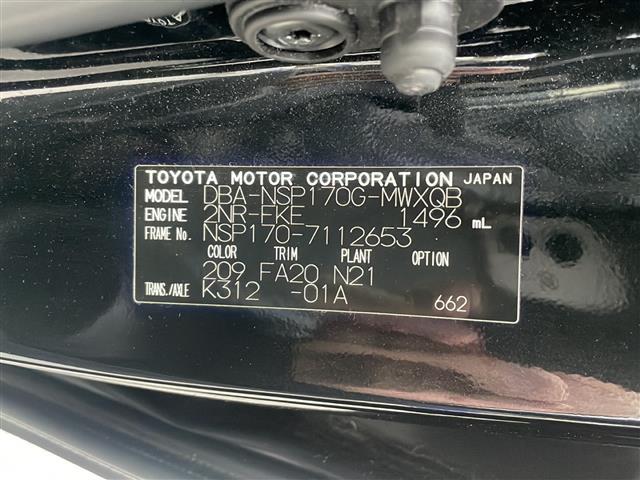 TOYOTA
TOYOTA MOTOR CORPORATION JAPAN
MODEL DBA-NSP170G-MWXQB
ENGINE 2NR-FKE 1496 mL
FRAME No. NSP170-7112653
COLOR TRIM PLANT OPTION
209 FA20 N21
TRANS./AXLE K312 -01A
662